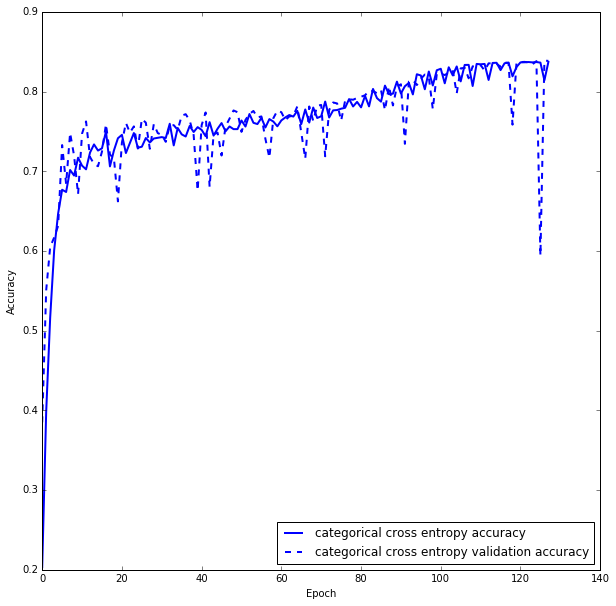 0.9
0.8
0.7
0.6
0.5
0.4
0.3
0.2
Accuracy
categorical cross entropy accuracy
categorical cross entropy validation accuracy
0 20 40 60 80 100 120 140
Epoch